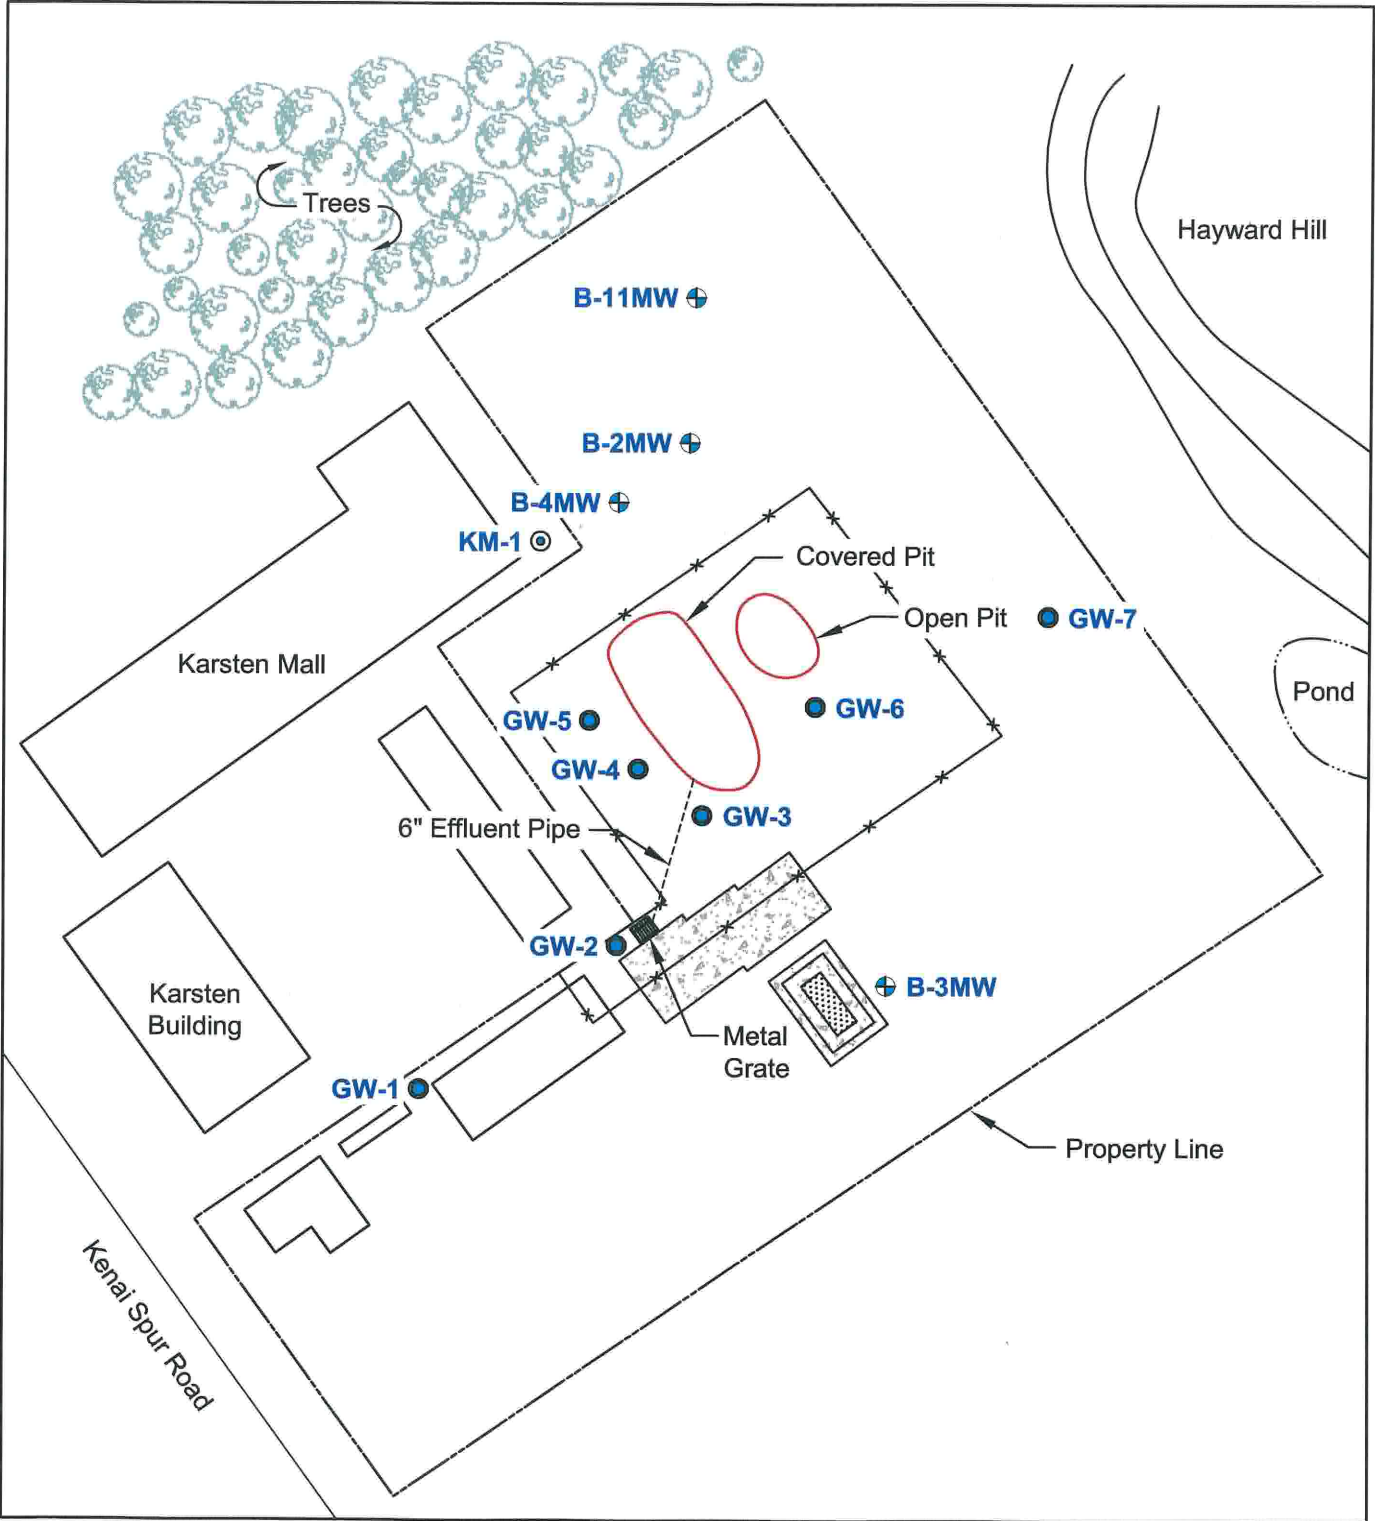 Trees
Hayward Hill
B-11MW
B-2MW
B-4MW
KM-1
Covered Pit
Open Pit
GW-7
Karsten Mall
Pond
GW-5
GW-6
GW-4
GW-3
6" Effluent Pipe
GW-2
B-3MW
Karsten
Building
Metal
Grate
GW-1
Property Line
Kenai Spur Road